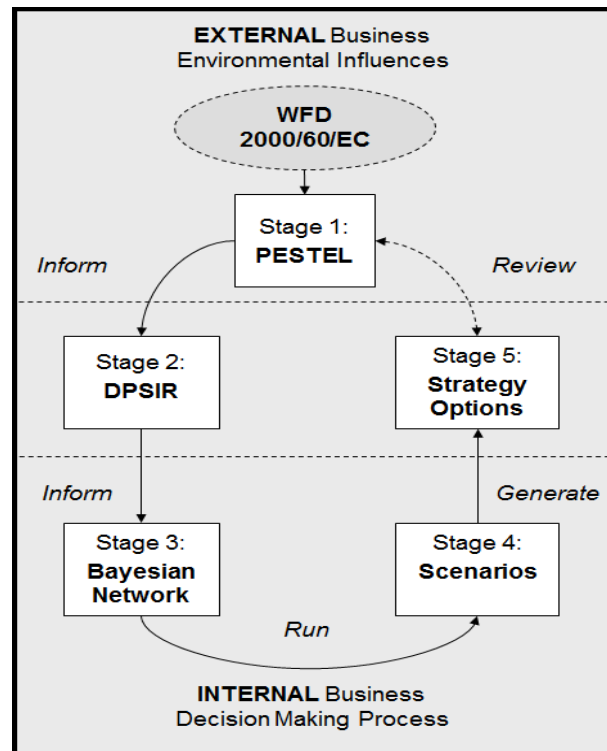 EXTERNAL Business
Environmental Influences
WFD
2000/60/EC
Stage 1:
PESTEL
Inform
Review
Stage 2:
DPSIR
Stage 5:
Strategy
Options
Inform
Generate
Stage 3:
Bayesian
Network
Stage 4:
Scenarios
Run
INTERNAL Business
Decision Making Process